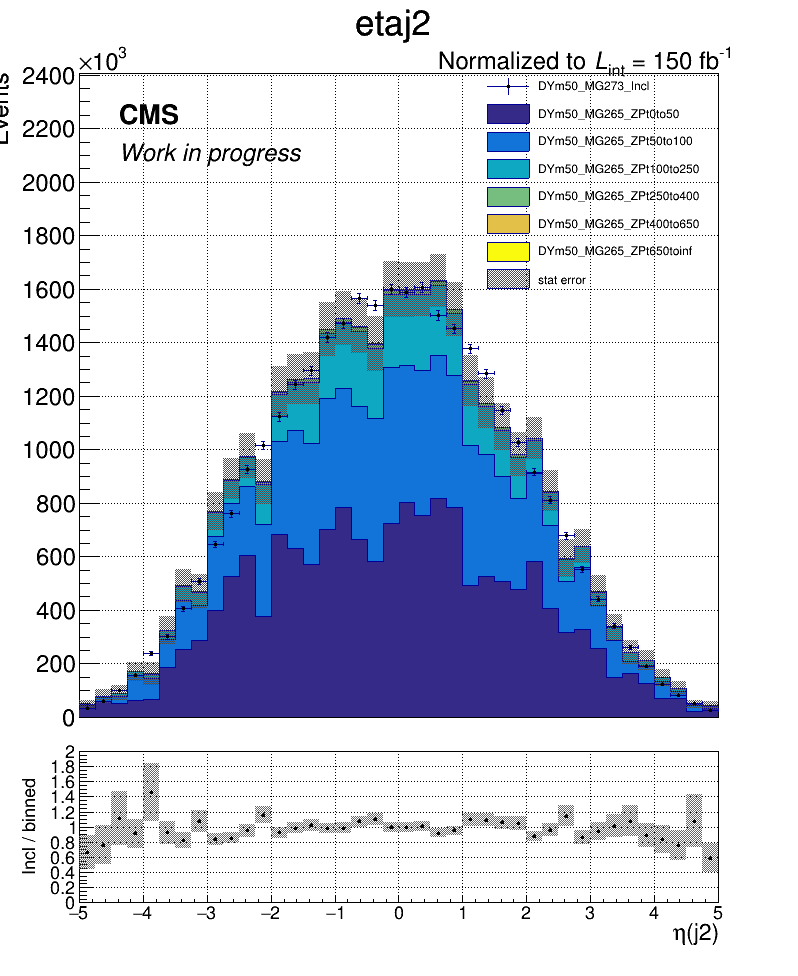 etaj2
×10³
Normalized to L_int = 150 fb⁻¹
Events
2400
2200
2000
1800
1600
1400
1200
1000
800
600
400
200
0
CMS
Work in progress
DYm50_MG273_Incl
DYm50_MG265_ZPt0to50
DYm50_MG265_ZPt50to100
DYm50_MG265_ZPt100to250
DYm50_MG265_ZPt250to400
DYm50_MG265_ZPt400to650
DYm50_MG265_ZPt650toinf
stat error
Incl / binned
2
1.8
1.6
1.4
1.2
1
0.8
0.6
0.4
0.2
0
−5 −4 −3 −2 −1 0 1 2 3 4 5
η(j2)